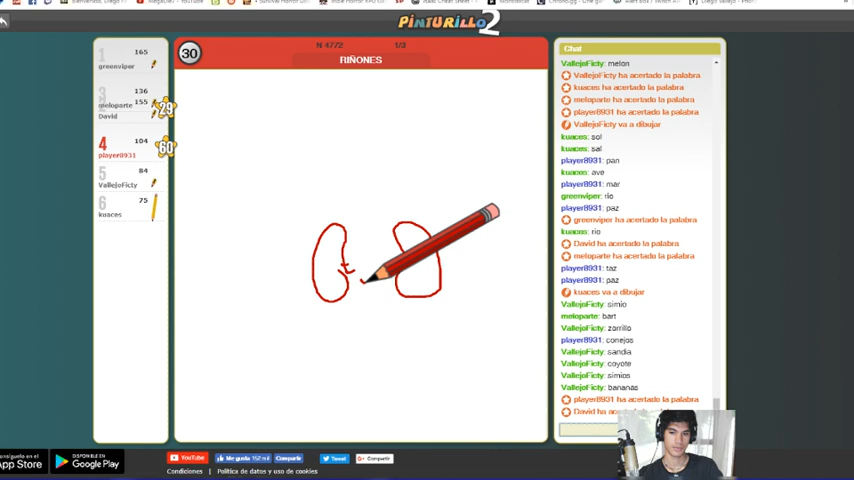 PiNTURiLLO 2
N 4772
1/3
30
RIÑONES
1
165
greenviper
3
136
meloparte
155
David
29
4
104
player8931
60
5
84
VallejoFicty
6
75
kuaces
Chat
VallejoFicty: melon
VallejoFicty ha acertado la palabra
kuaces ha acertado la palabra
meloparte ha acertado la palabra
player8931 ha acertado la palabra
VallejoFicty va a dibujar
kuaces: sol
kuaces: sal
player8931: pan
kuaces: ave
player8931: mar
greenviper: rio
player8931: paz
greenviper ha acertado la palabra
kuaces: rio
David ha acertado la palabra
meloparte ha acertado la palabra
player8931: taz
player8931: paz
kuaces va a dibujar
VallejoFicty: simio
meloparte: bart
VallejoFicty: zorrillo
player8931: conejos
VallejoFicty: sandia
VallejoFicty: coyote
VallejoFicty: simios
VallejoFicty: bananas
player8931 ha acertado la palabra
David ha acertado la
App Store
Google Play
YouTube
Me gusta 152 mil
Compartir
Tweet
Compartir
Condiciones | Política de datos y uso de cookies